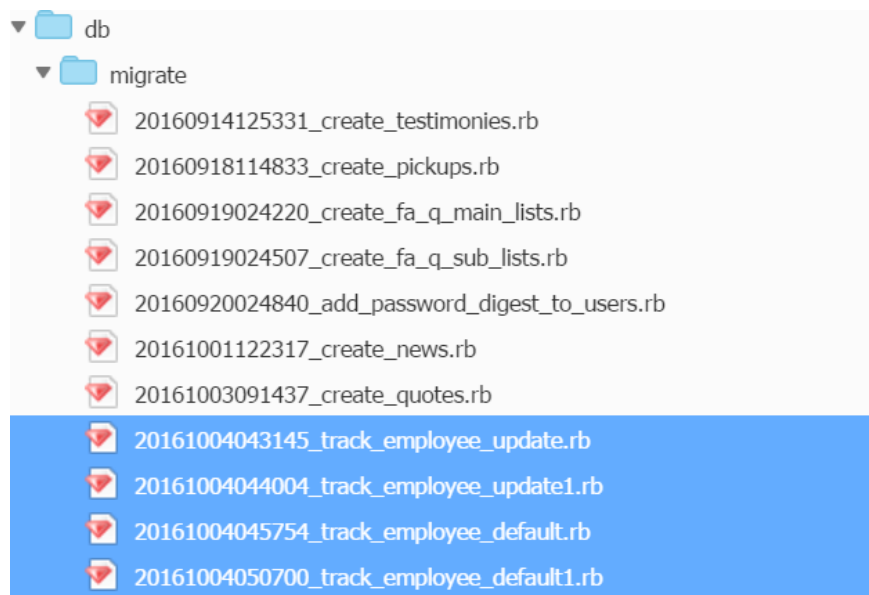 db
migrate
20160914125331_create_testimonies.rb
20160918114833_create_pickups.rb
20160919024220_create_fa_q_main_lists.rb
20160919024507_create_fa_q_sub_lists.rb
20160920024840_add_password_digest_to_users.rb
20161001122317_create_news.rb
20161003091437_create_quotes.rb
20161004043145_track_employee_update.rb
20161004044004_track_employee_update1.rb
20161004045754_track_employee_default.rb
20161004050700_track_employee_default1.rb